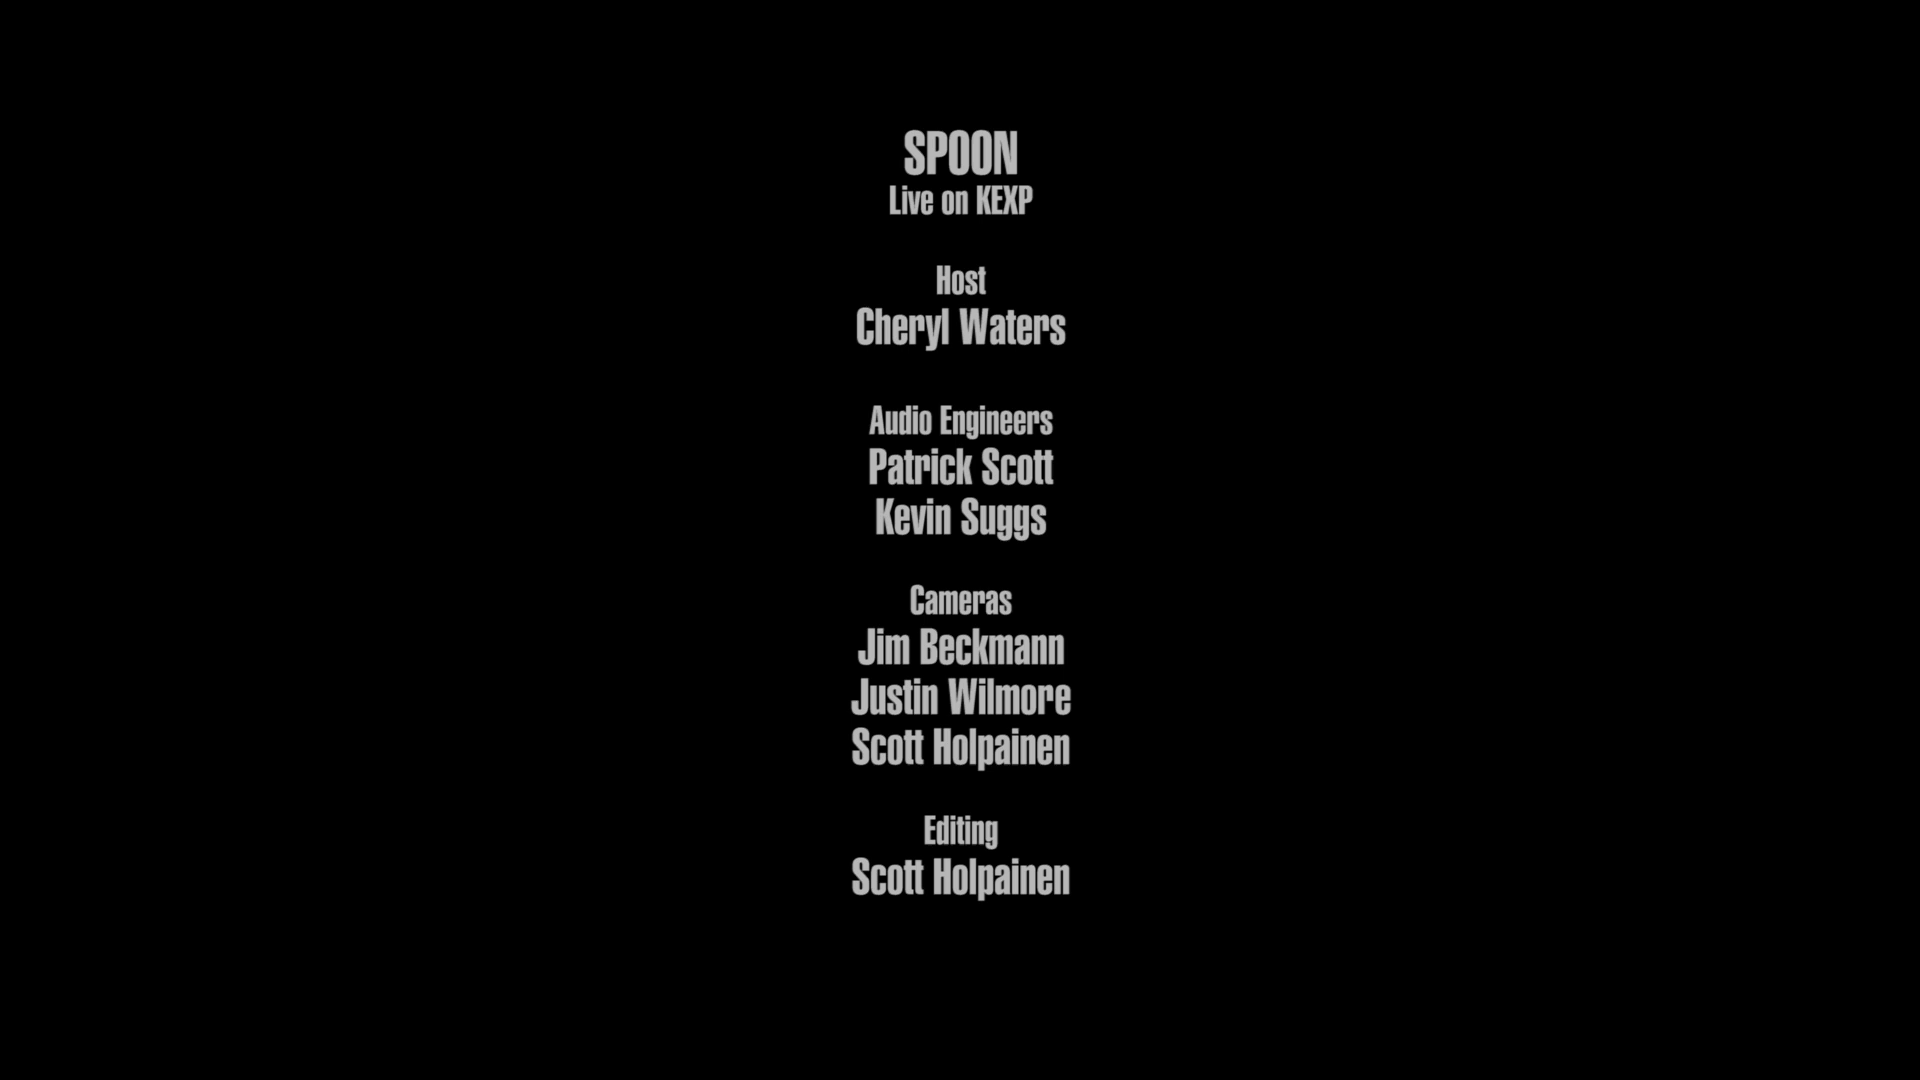 SPOON
Live on KEXP
Host
Cheryl Waters
Audio Engineers
Patrick Scott
Kevin Suggs
Cameras
Jim Beckmann
Justin Wilmore
Scott Holpainen
Editing
Scott Holpainen